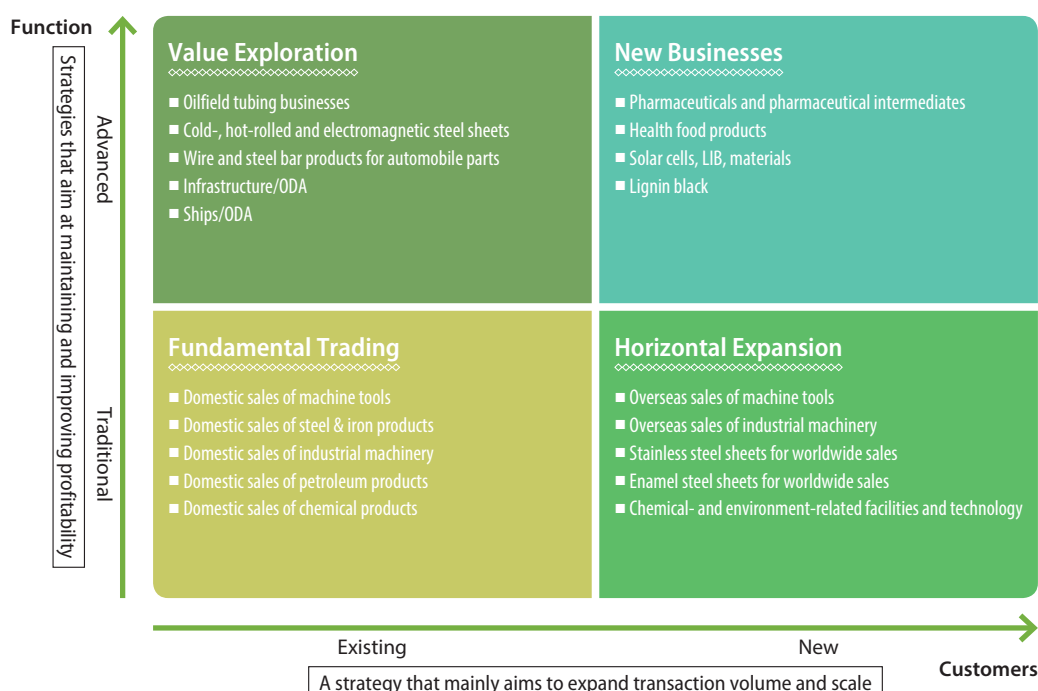 Function
Strategies that aim at maintaining and improving profitability
Advanced
Traditional
Value Exploration
■ Oilfield tubing businesses
■ Cold-, hot-rolled and electromagnetic steel sheets
■ Wire and steel bar products for automobile parts
■ Infrastructure/ODA
■ Ships/ODA
New Businesses
■ Pharmaceuticals and pharmaceutical intermediates
■ Health food products
■ Solar cells, LIB, materials
■ Lignin black
Fundamental Trading
■ Domestic sales of machine tools
■ Domestic sales of steel & iron products
■ Domestic sales of industrial machinery
■ Domestic sales of petroleum products
■ Domestic sales of chemical products
Horizontal Expansion
■ Overseas sales of machine tools
■ Overseas sales of industrial machinery
■ Stainless steel sheets for worldwide sales
■ Enamel steel sheets for worldwide sales
■ Chemical- and environment-related facilities and technology
Existing
New
Customers
A strategy that mainly aims to expand transaction volume and scale